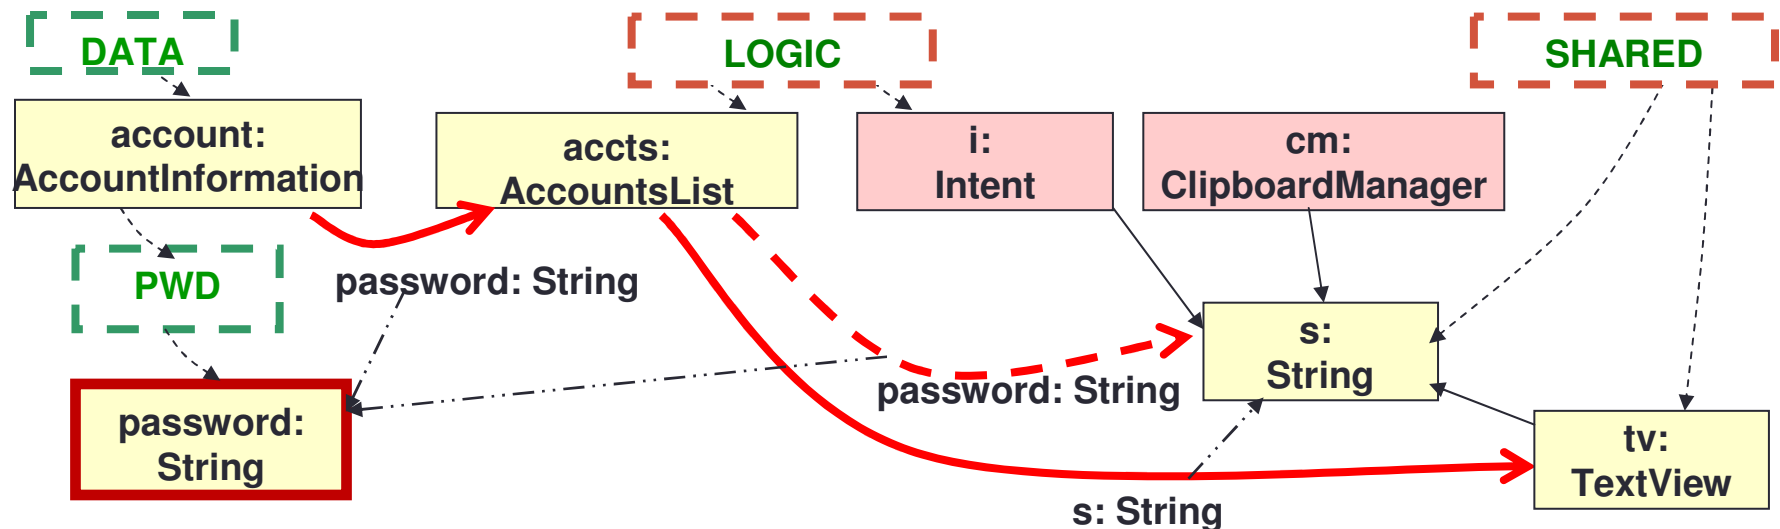 DATA
LOGIC
SHARED
account:
AccountInformation
accts:
AccountsList
i:
Intent
cm:
ClipboardManager
PWD
password: String
s:
String
password: String
password:
String
tv:
TextView
s: String